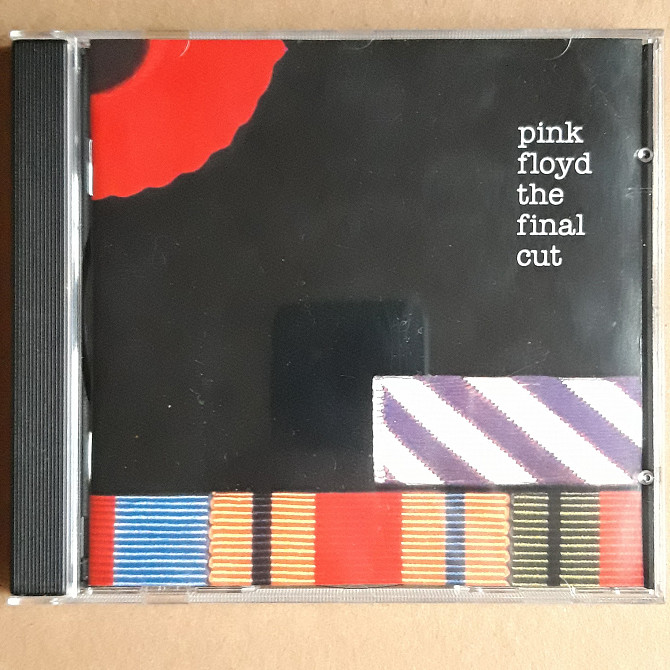 pink
floyd
the
final
cut